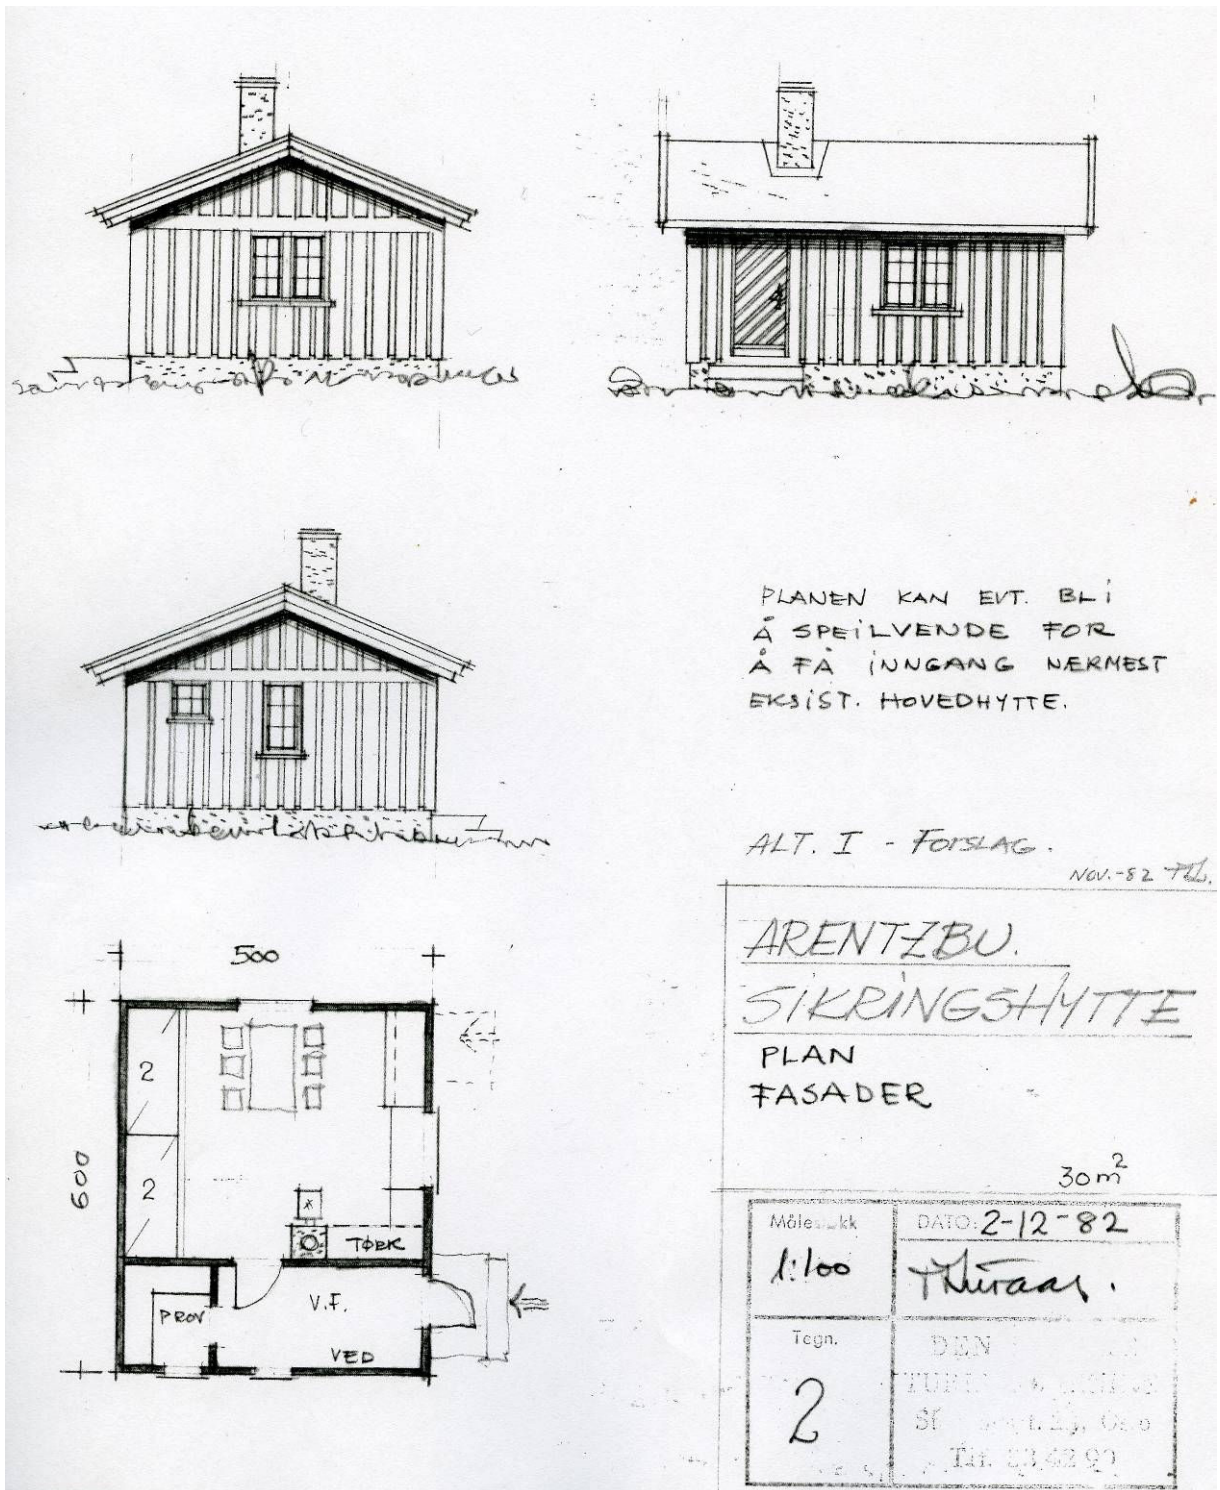 PLANEN KAN EVT. BLI
Å SPEILVENDE FOR
Å FÅ INNGANG NÆRMEST
EKSIST. HOVEDHYTTE.
ALT. I - FORSLAG.
NOV.-82
ARENTZBU.
SIKRINGSHYTTE
PLAN
FASADER
30m²
DATO: 2-12-82
1:100
Tegn.
2
DEN
Tlf.
500
600
2
2
TØRK
PROV
V.F.
VED